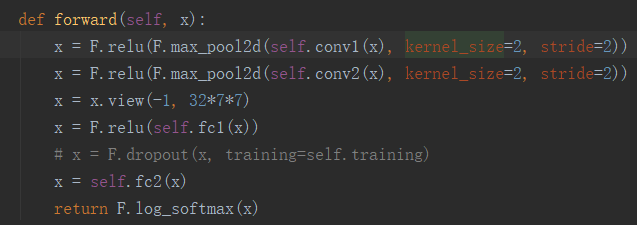 def forward(self, x):
    x = F.relu(F.max_pool2d(self.conv1(x), kernel_size=2, stride=2))
    x = F.relu(F.max_pool2d(self.conv2(x), kernel_size=2, stride=2))
    x = x.view(-1, 32*7*7)
    x = F.relu(self.fc1(x))
    # x = F.dropout(x, training=self.training)
    x = self.fc2(x)
    return F.log_softmax(x)